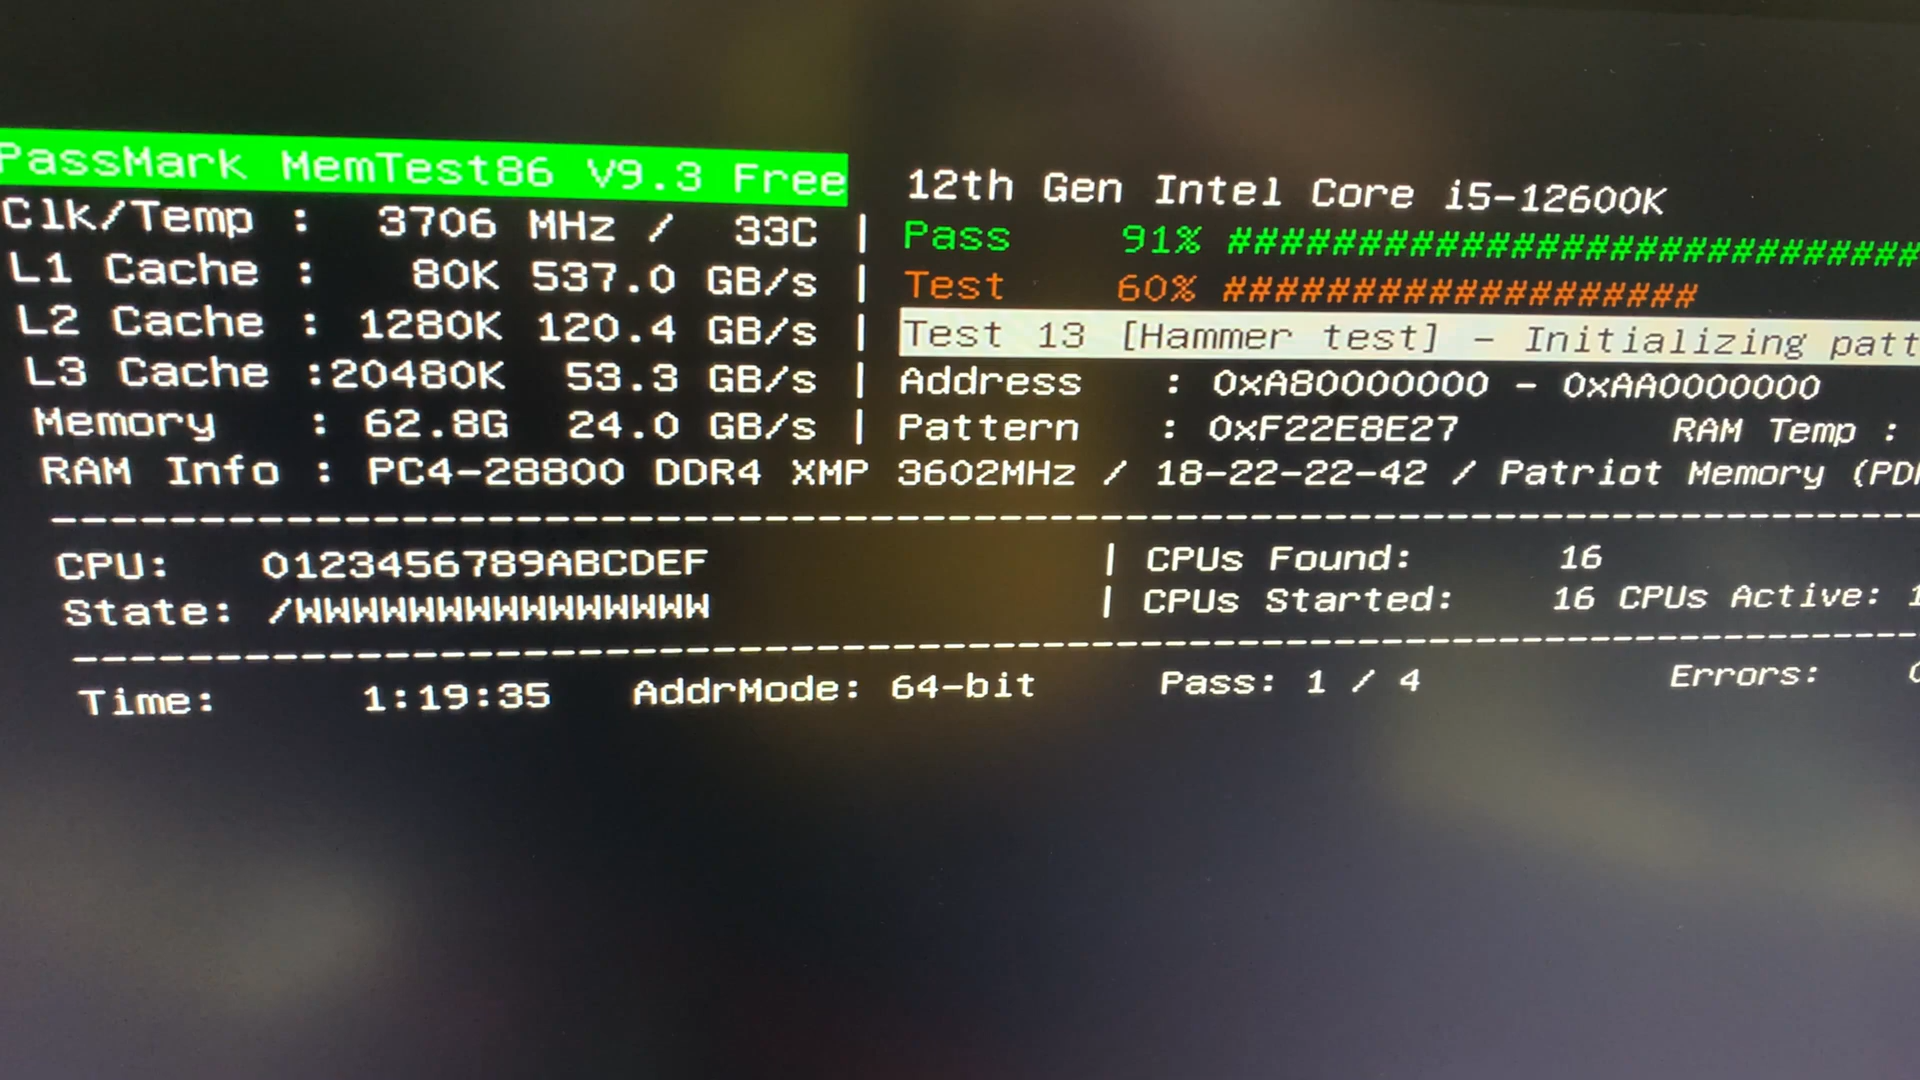 PassMark MemTest86 V9.3 Free 12th Gen Intel Core i5-12600K
Clk/Temp : 3706 MHz / 33C | Pass 91% ###########################
L1 Cache : 80K 537.0 GB/s | Test 60% ###################
L2 Cache : 1280K 120.4 GB/s | Test 13 [Hammer test] - Initializing patt
L3 Cache :20480K 53.3 GB/s | Address : 0xA80000000 - 0xAA0000000
Memory : 62.8G 24.0 GB/s | Pattern : 0xF22E8E27 RAM Temp :
RAM Info : PC4-28800 DDR4 XMP 3602MHz / 18-22-22-42 / Patriot Memory (PD
CPU: 0123456789ABCDEF | CPUs Found: 16
State: /WWWWWWWWWWWWWWW | CPUs Started: 16 CPUs Active: 1
Time: 1:19:35 AddrMode: 64-bit Pass: 1 / 4 Errors: